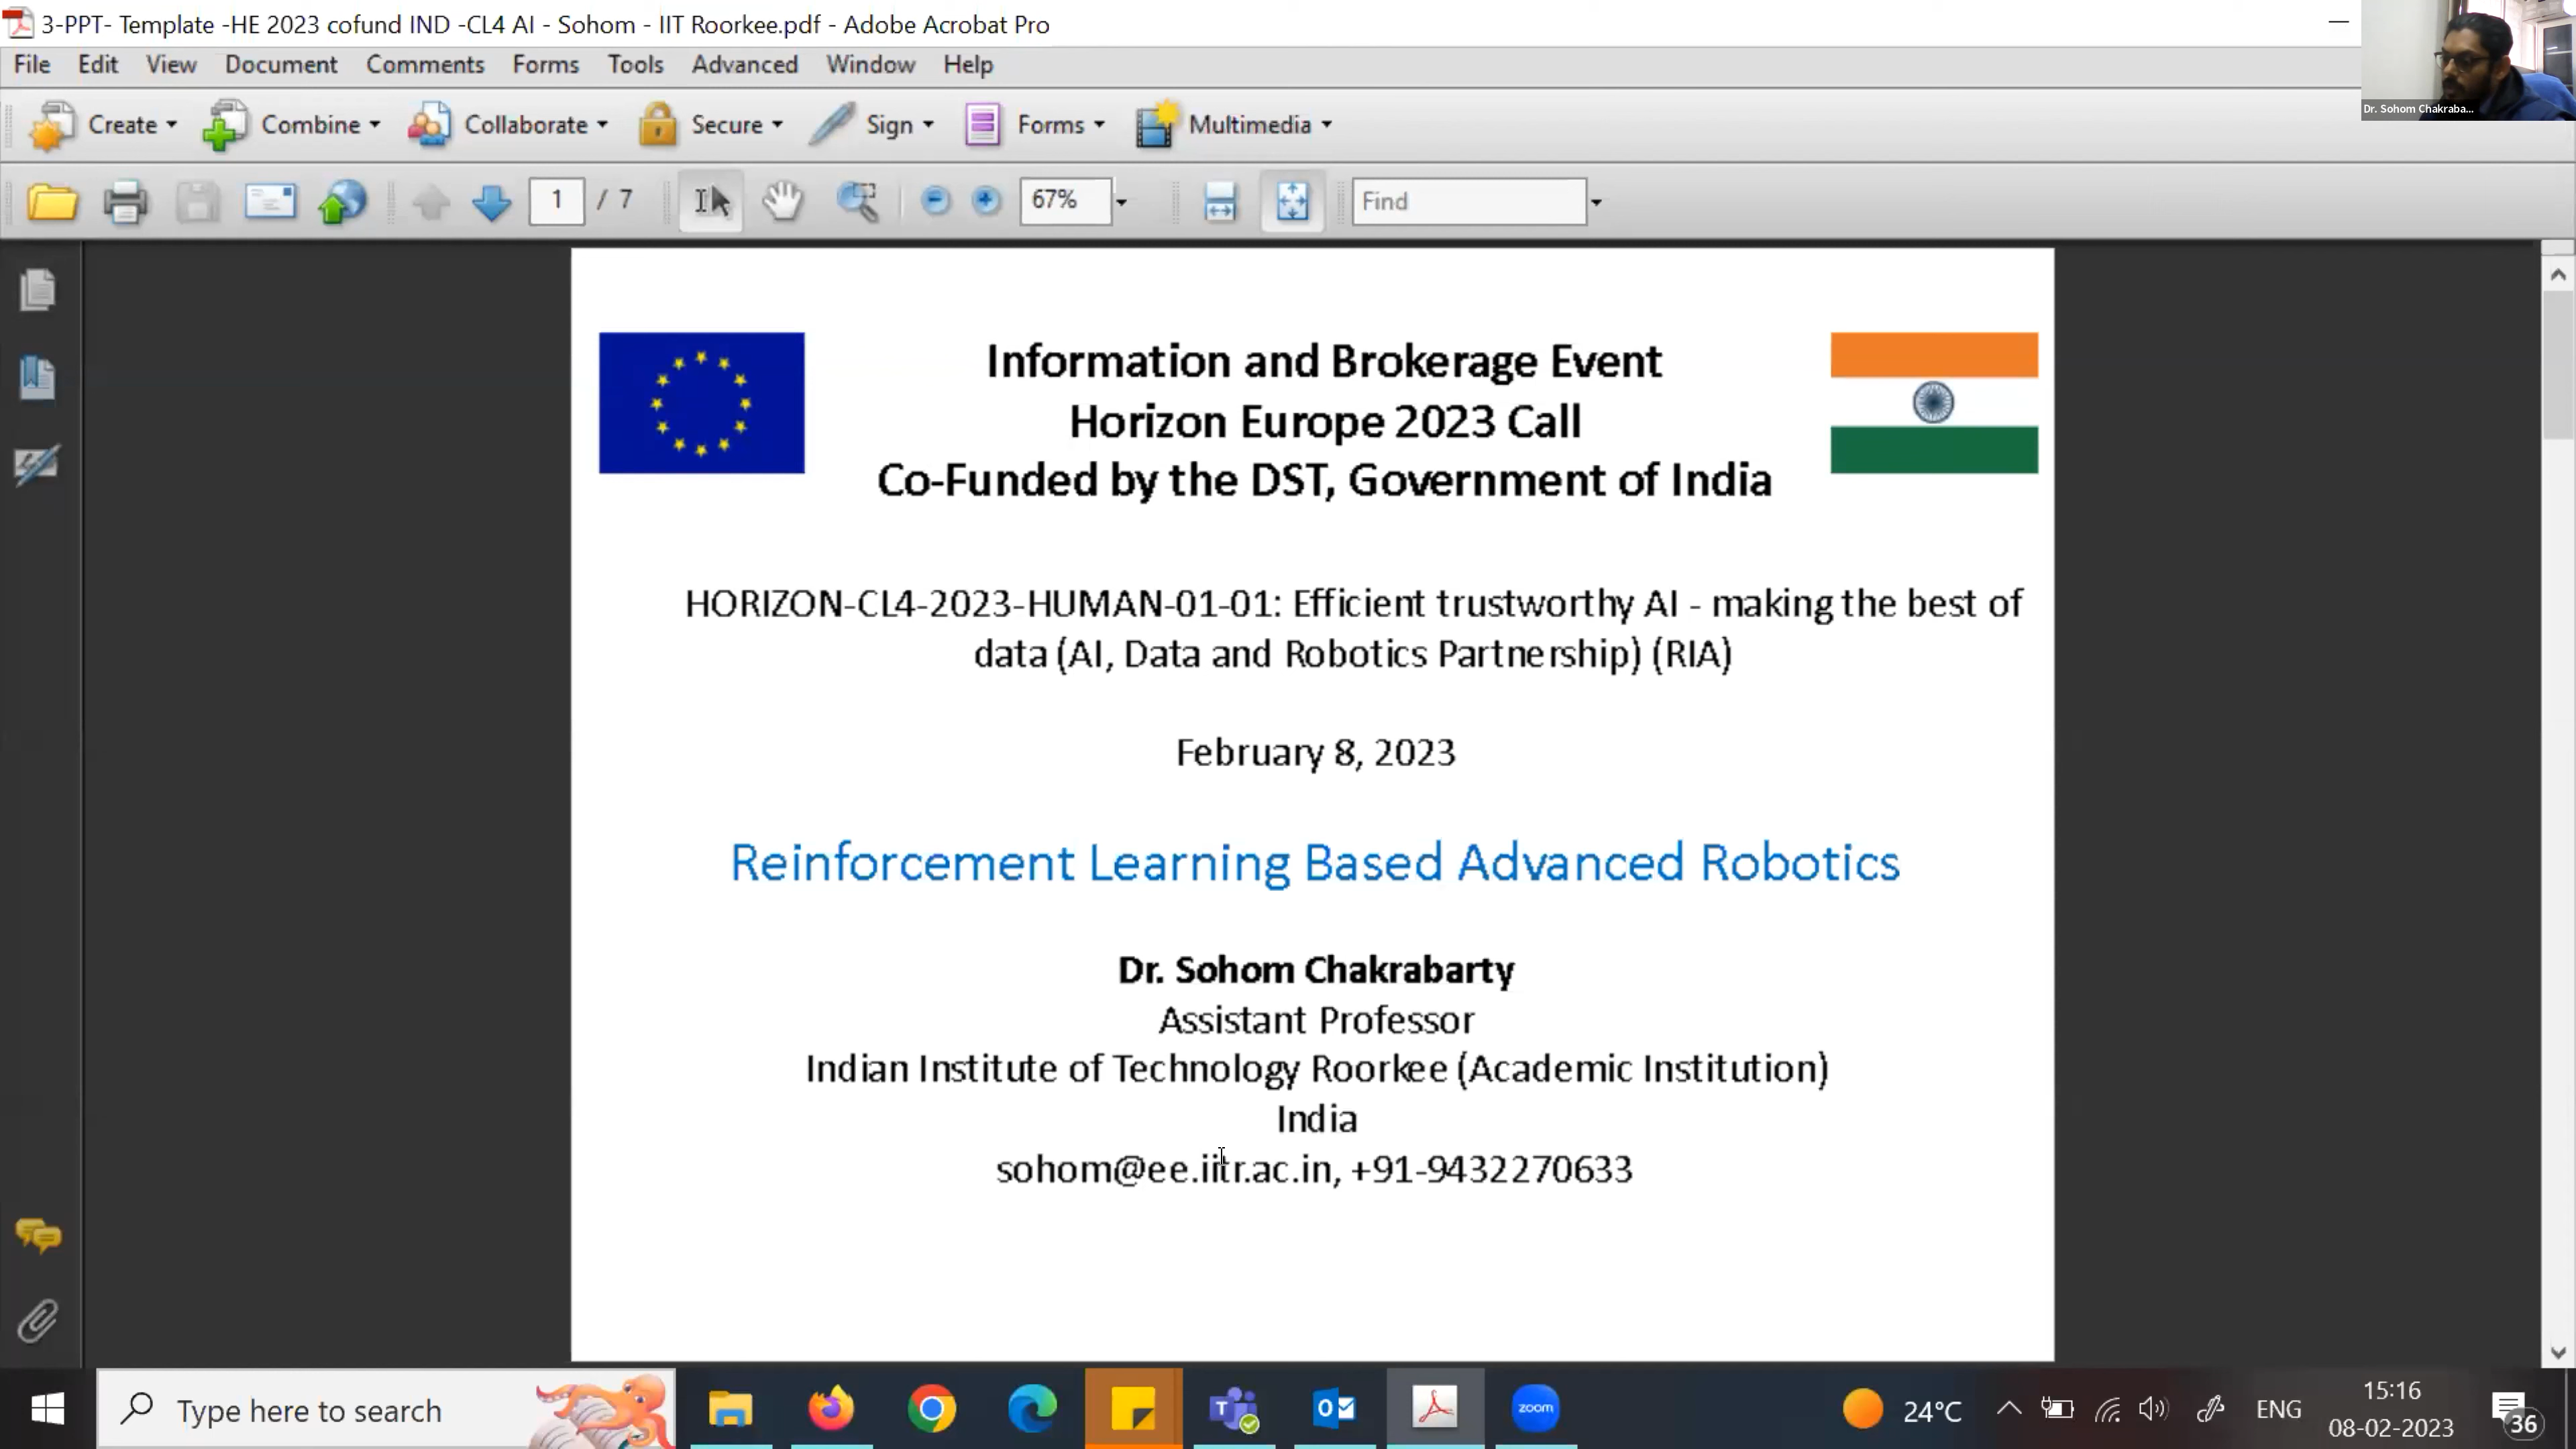 3-PPT- Template -HE 2023 cofund IND -CL4 AI - Sohom - IIT Roorkee.pdf - Adobe Acrobat Pro
File Edit View Document Comments Forms Tools Advanced Window Help
Dr. Sohom Chakraba...
Create Combine Collaborate Secure Sign Forms Multimedia
1 / 7 67% Find
Information and Brokerage Event
Horizon Europe 2023 Call
Co-Funded by the DST, Government of India
HORIZON-CL4-2023-HUMAN-01-01: Efficient trustworthy AI - making the best of
data (AI, Data and Robotics Partnership) (RIA)
February 8, 2023
Reinforcement Learning Based Advanced Robotics
Dr. Sohom Chakrabarty
Assistant Professor
Indian Institute of Technology Roorkee (Academic Institution)
India
sohom@ee.iitr.ac.in, +91-9432270633
Type here to search
zoom
24°C
ENG
15:16
08-02-2023
36